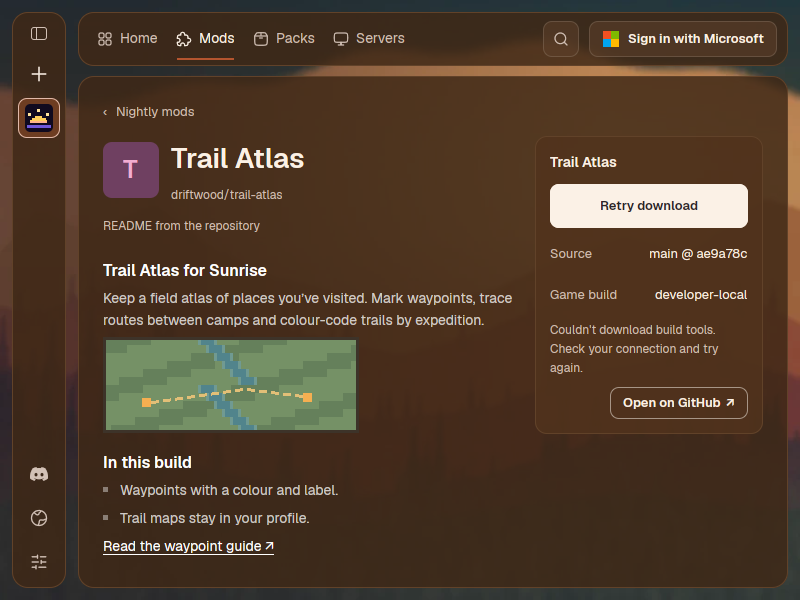 Home
Mods
Packs
Servers
Sign in with Microsoft
‹ Nightly mods
T
Trail Atlas
driftwood/trail-atlas
README from the repository
Trail Atlas for Sunrise
Keep a field atlas of places you've visited. Mark waypoints, trace
routes between camps and colour-code trails by expedition.
In this build
Waypoints with a colour and label.
Trail maps stay in your profile.
Read the waypoint guide ↗
Trail Atlas
Retry download
Source main @ ae9a78c
Game build developer-local
Couldn't download build tools.
Check your connection and try
again.
Open on GitHub ↗